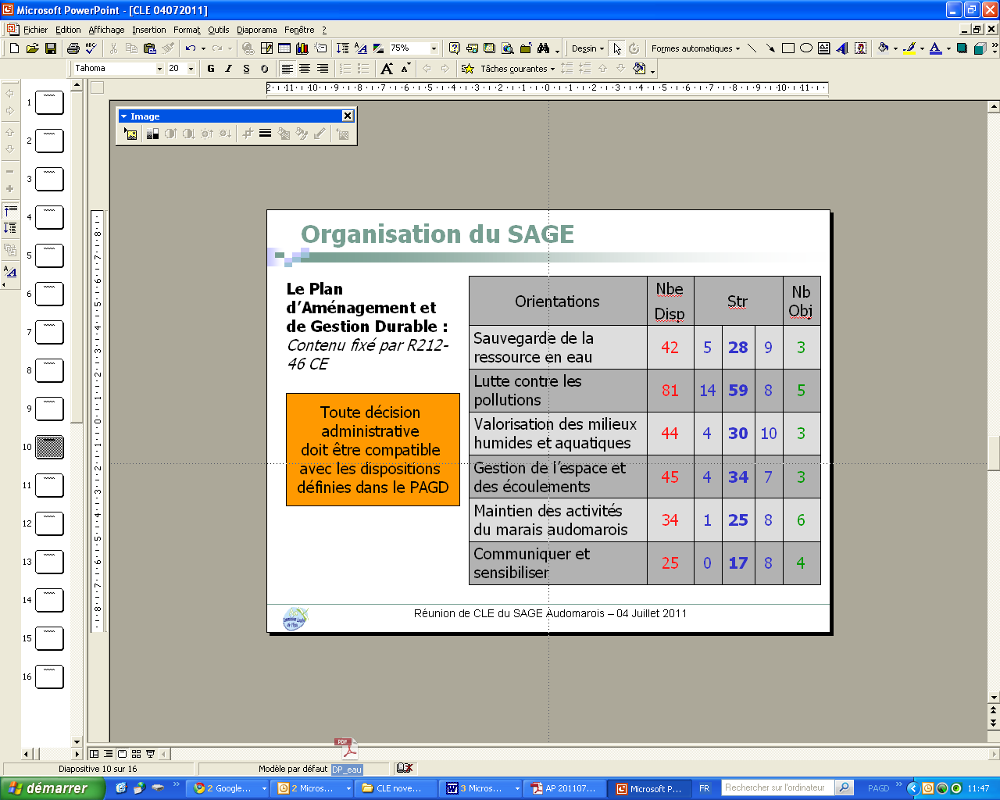 Microsoft PowerPoint - [CLE 04072011]
Fichier Edition Affichage Insertion Format Outils Diaporama Fenêtre ?
75% Dessin Formes automatiques
Tahoma 20 G I S O Tâches courantes
Image
1
2
3
4
5
6
7
8
9
10
11
12
13
14
15
16
Organisation du SAGE
Le Plan
d'Aménagement et
de Gestion Durable :
Contenu fixé par R212-
46 CE
Toute décision
administrative
doit être compatible
avec les dispositions
définies dans le PAGD
Orientations Nbe Disp Str Nb Obj
Sauvegarde de la
ressource en eau 42 5 28 9 3
Lutte contre les
pollutions 81 14 59 8 5
Valorisation des milieux
humides et aquatiques 44 4 30 10 3
Gestion de l'espace et
des écoulements 45 4 34 7 3
Maintien des activités
du marais audomarois 34 1 25 8 6
Communiquer et
sensibiliser 25 0 17 8 4
Réunion de CLE du SAGE Audomarois – 04 Juillet 2011
PDF
Diapositive 10 sur 16 Modèle par défaut DP_eau
démarrer 2 Google... 2 Micros... CLE nove... 3 Micros... AP 201107... Microsoft P... FR Rechercher sur l'ordinateur PAGD 11:47